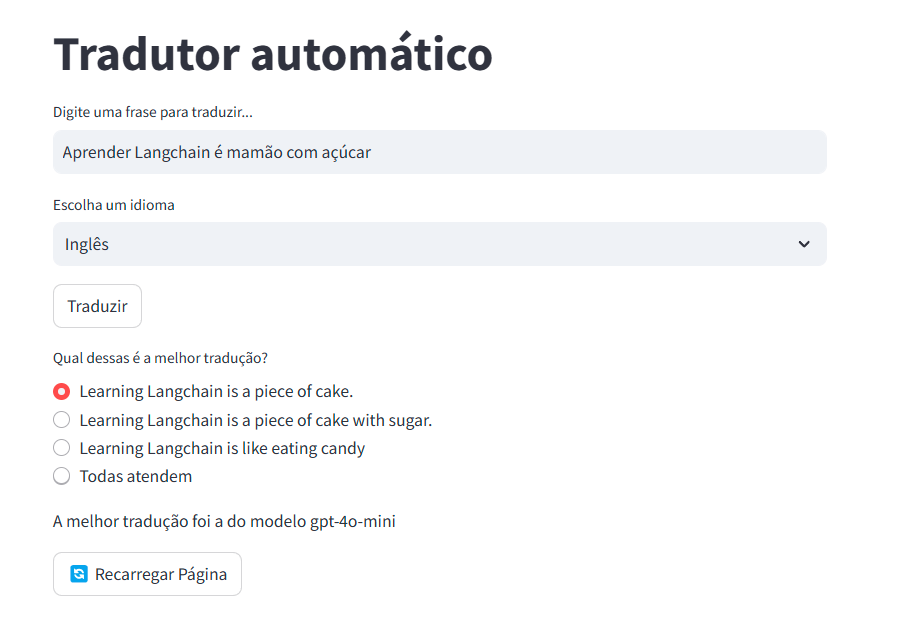 Tradutor automático
Digite uma frase para traduzir...
Aprender Langchain é mamão com açúcar
Escolha um idioma
Inglês
Traduzir
Qual dessas é a melhor tradução?
Learning Langchain is a piece of cake.
Learning Langchain is a piece of cake with sugar.
Learning Langchain is like eating candy
Todas atendem
A melhor tradução foi a do modelo gpt-4o-mini
Recarregar Página